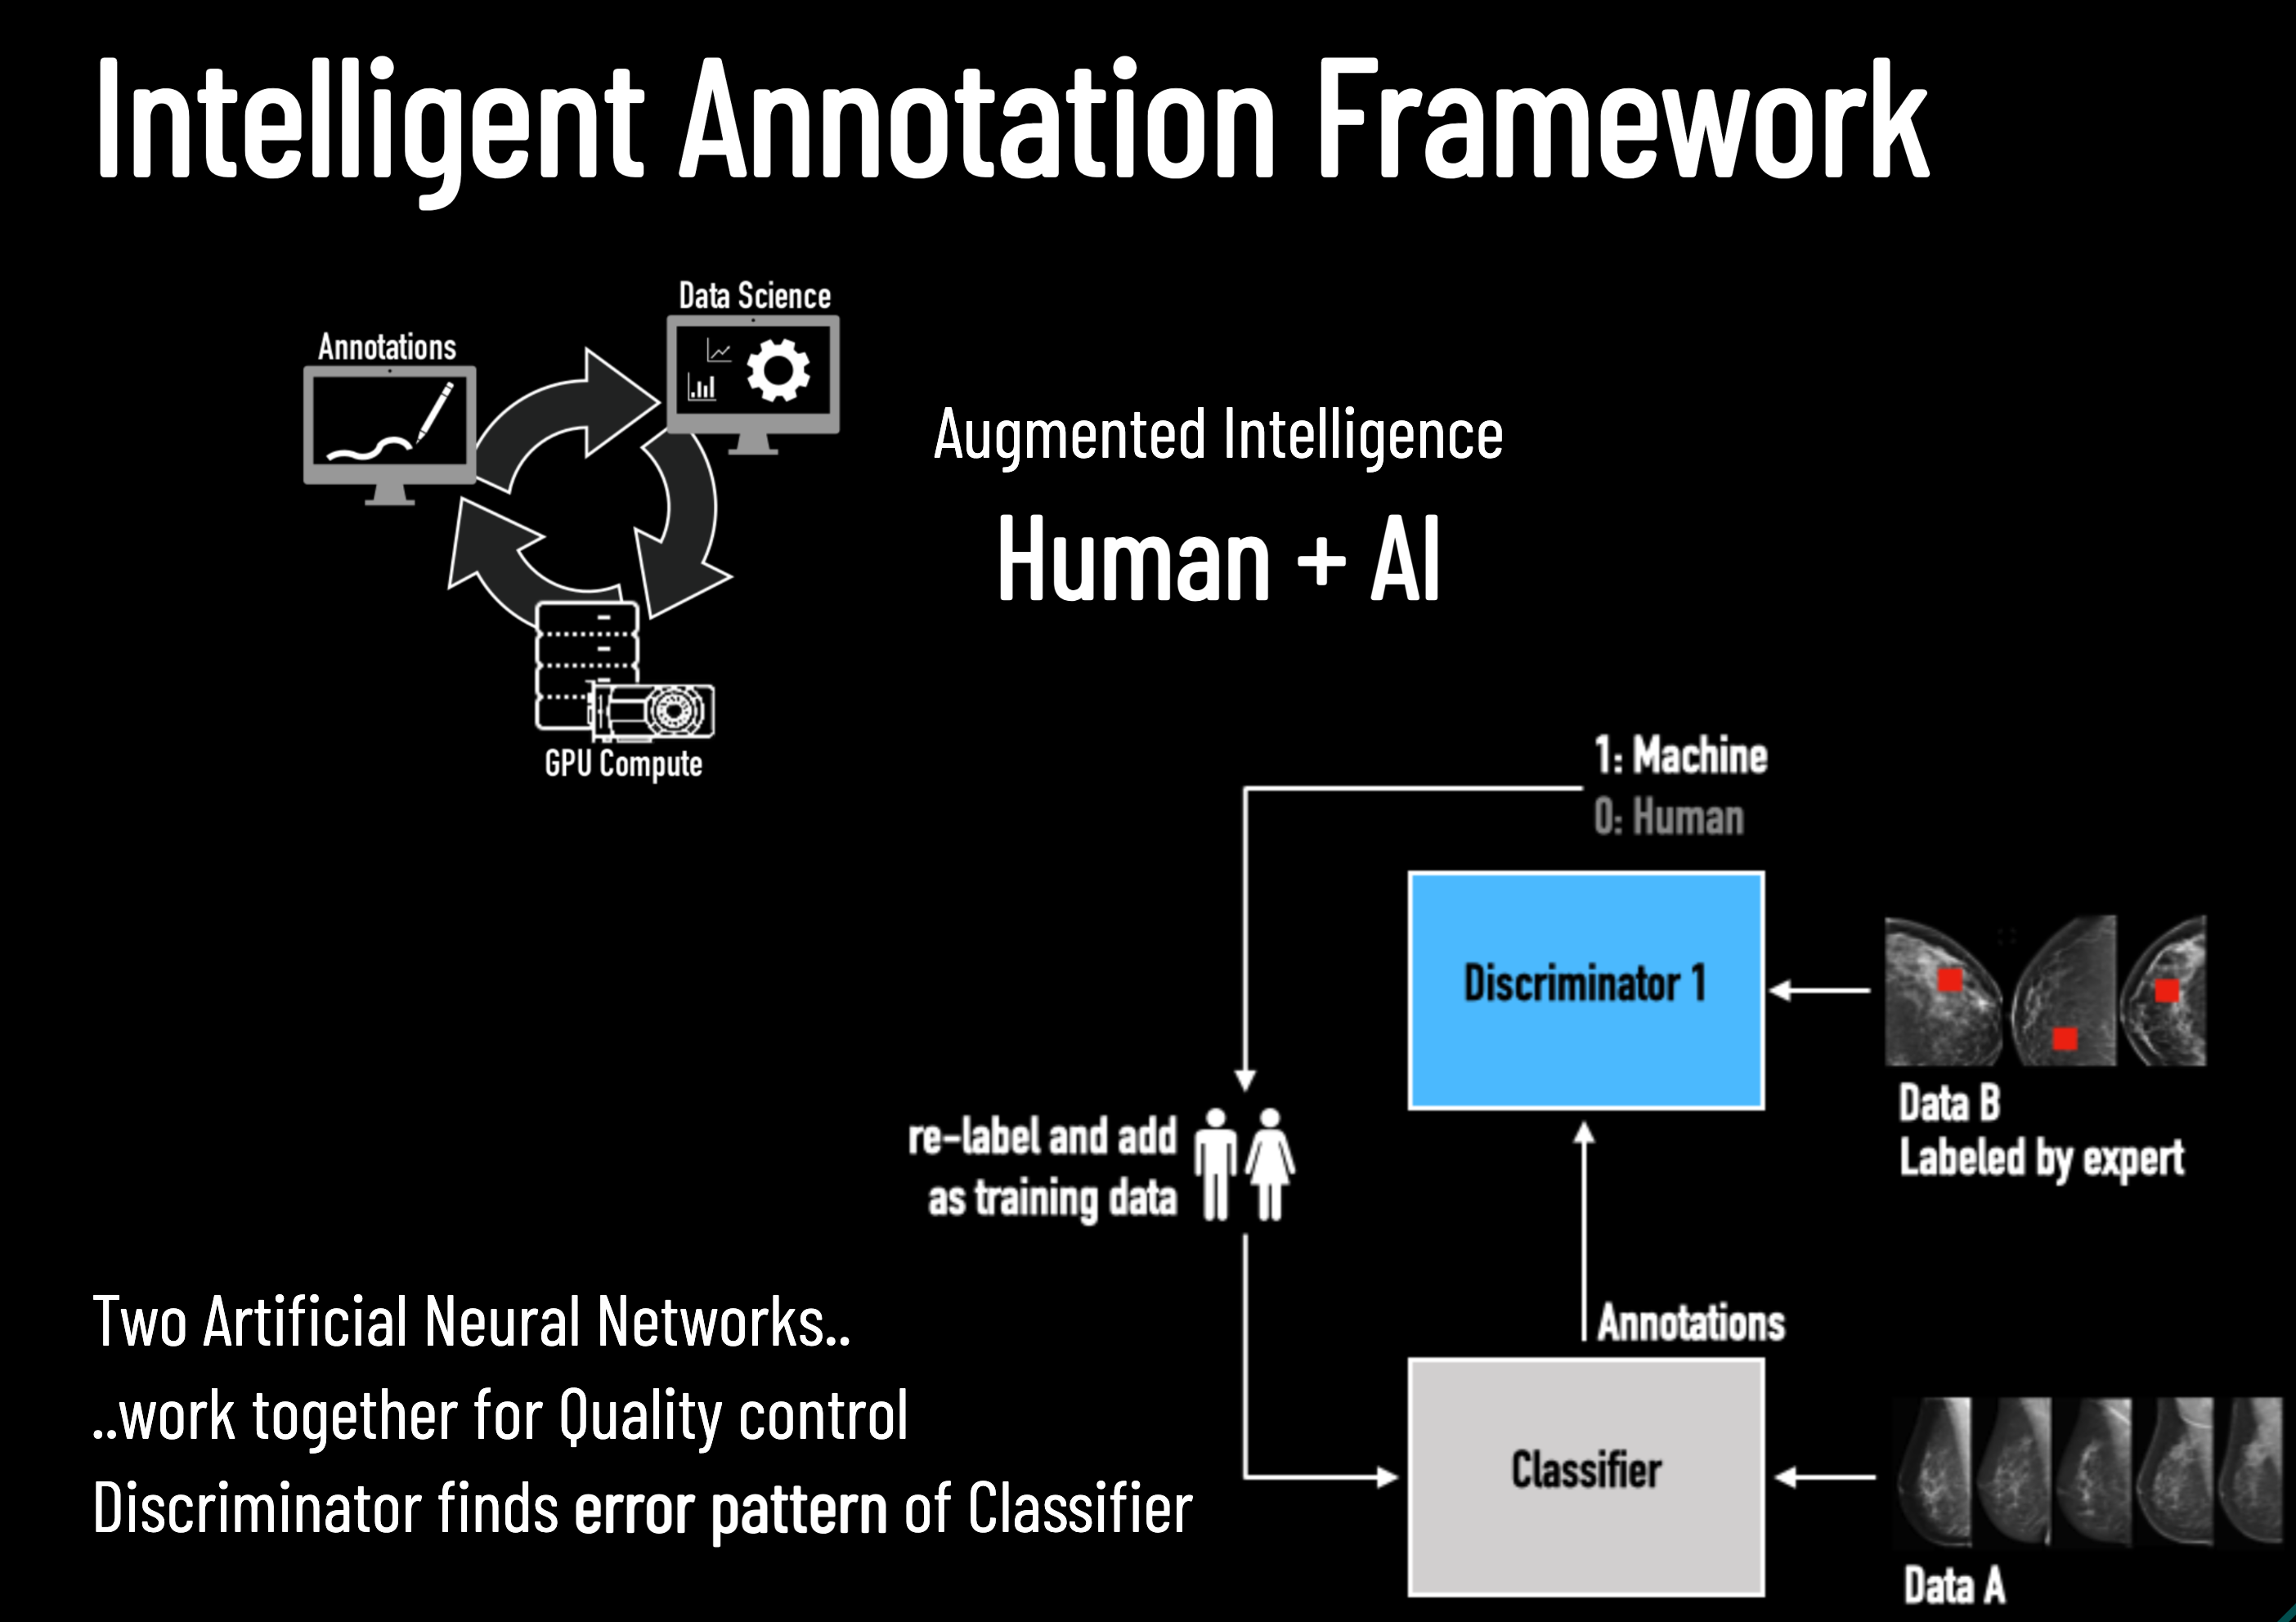 Intelligent Annotation Framework
Data Science
Annotations
Augmented Intelligence
Human + AI
GPU Compute
1: Machine
0: Human
Discriminator 1
Data B
Labeled by expert
re-label and add
as training data
Annotations
Classifier
Data A
Two Artificial Neural Networks..
..work together for Quality control
Discriminator finds error pattern of Classifier